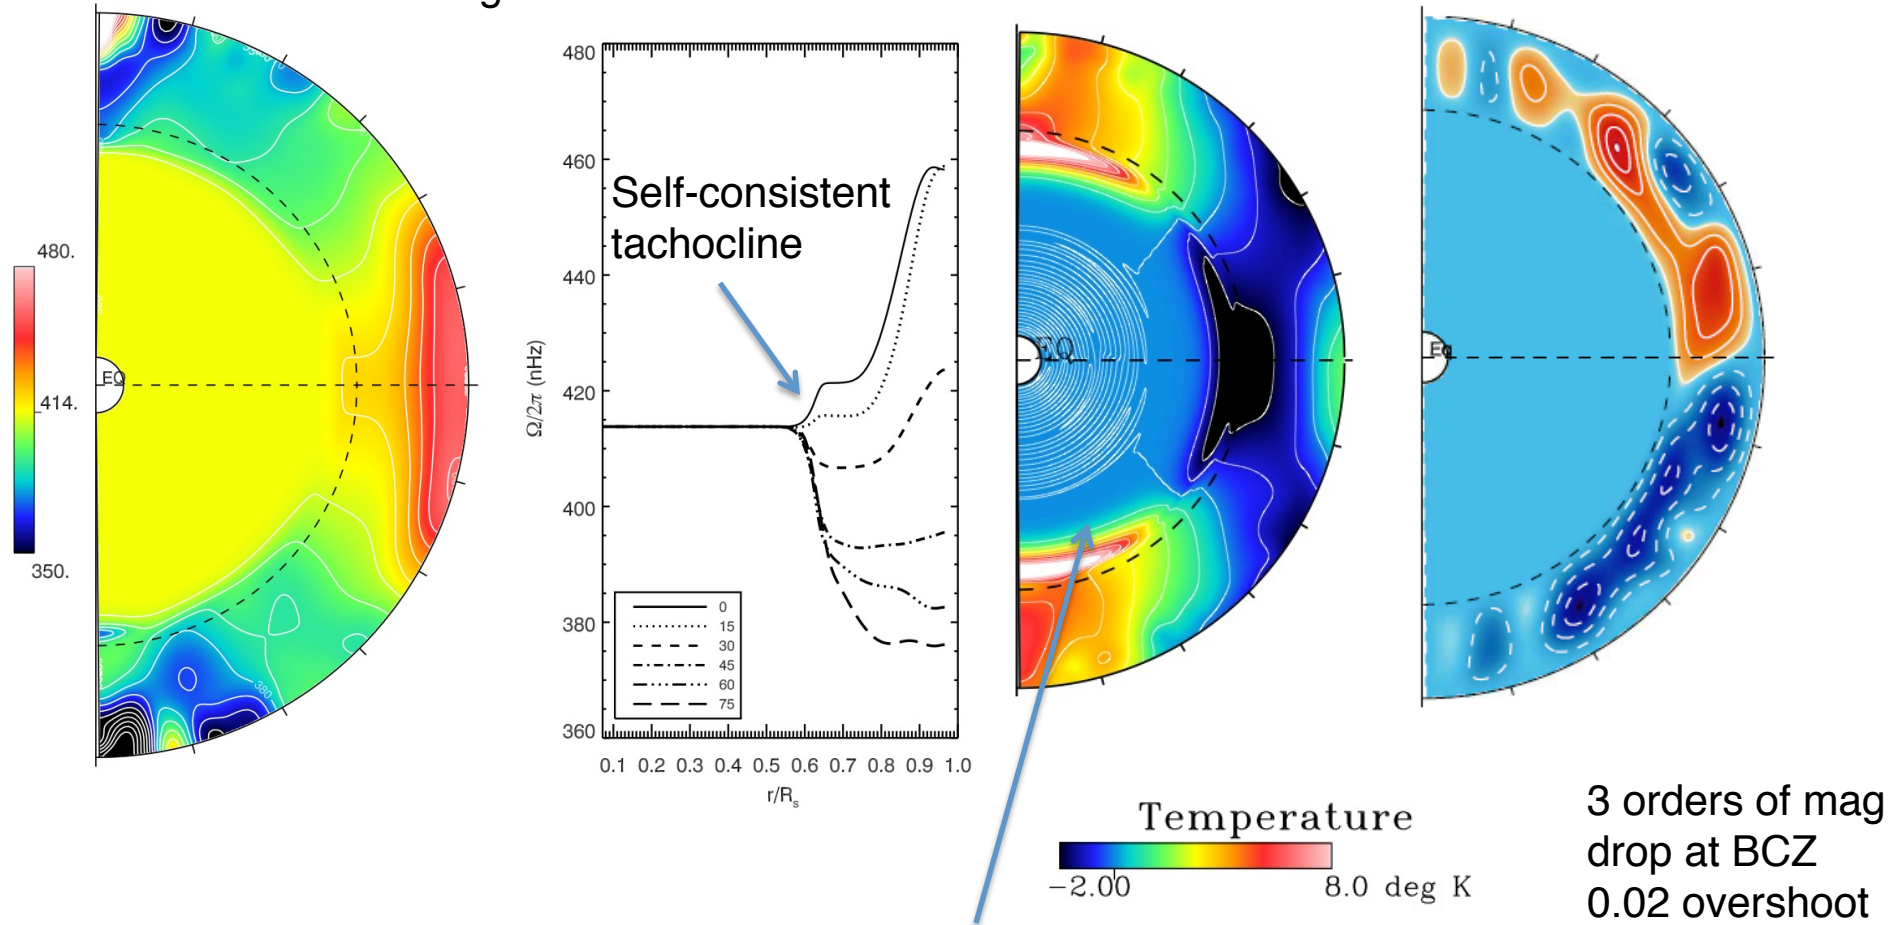 g
480.
414.
350.
EQ
380
480
460
440
420
400
380
360
Ω/2π (nHz)
Self-consistent
tachocline
0
15
30
45
60
75
0.1 0.2 0.3 0.4 0.5 0.6 0.7 0.8 0.9 1.0
r/Rs
EQ
Temperature
−2.00 8.0 deg K
Eq
3 orders of mag
drop at BCZ
0.02 overshoot